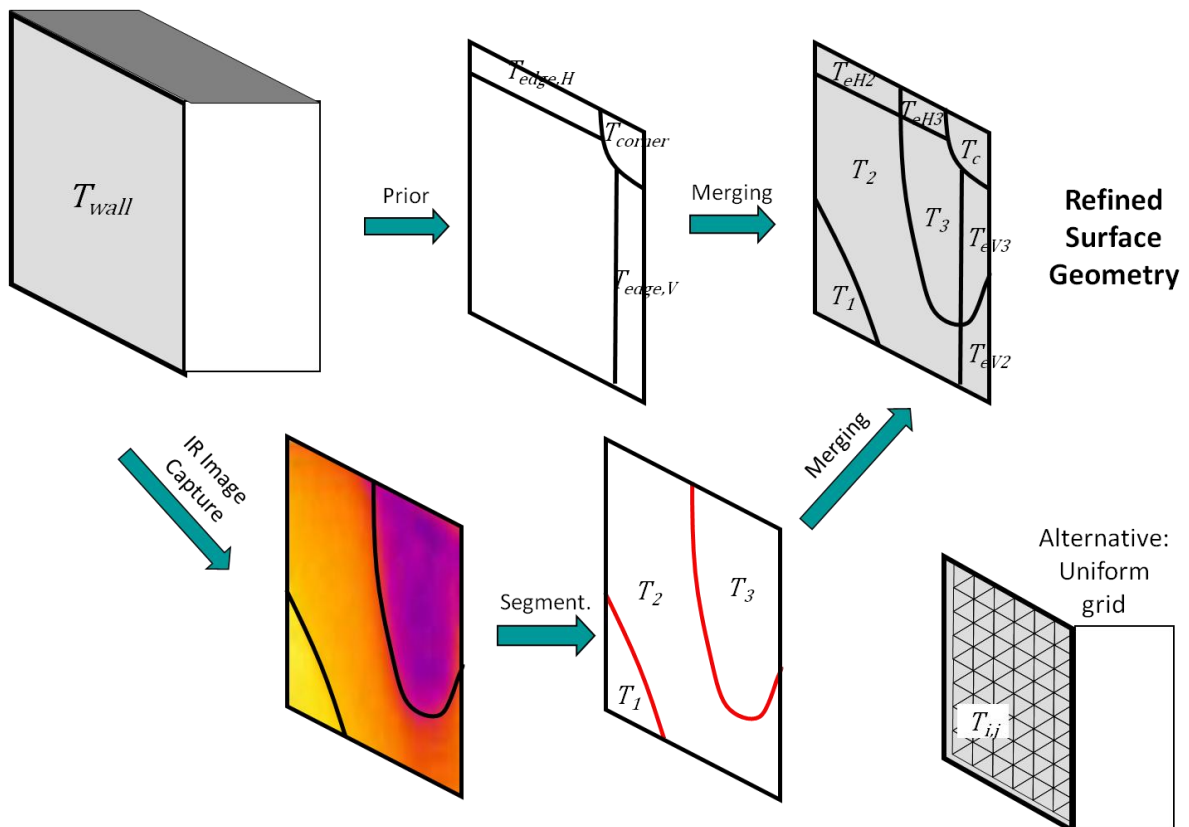 T_wall
Prior
T_edge,H
T_corner
T_edge,V
Merging
T_eH2
T_eH3
T_c
T_2
T_3
T_eV3
T_1
T_eV2
Refined
Surface
Geometry
IR Image
Capture
Segment.
T_2
T_3
T_1
Merging
Alternative:
Uniform
grid
T_i,j